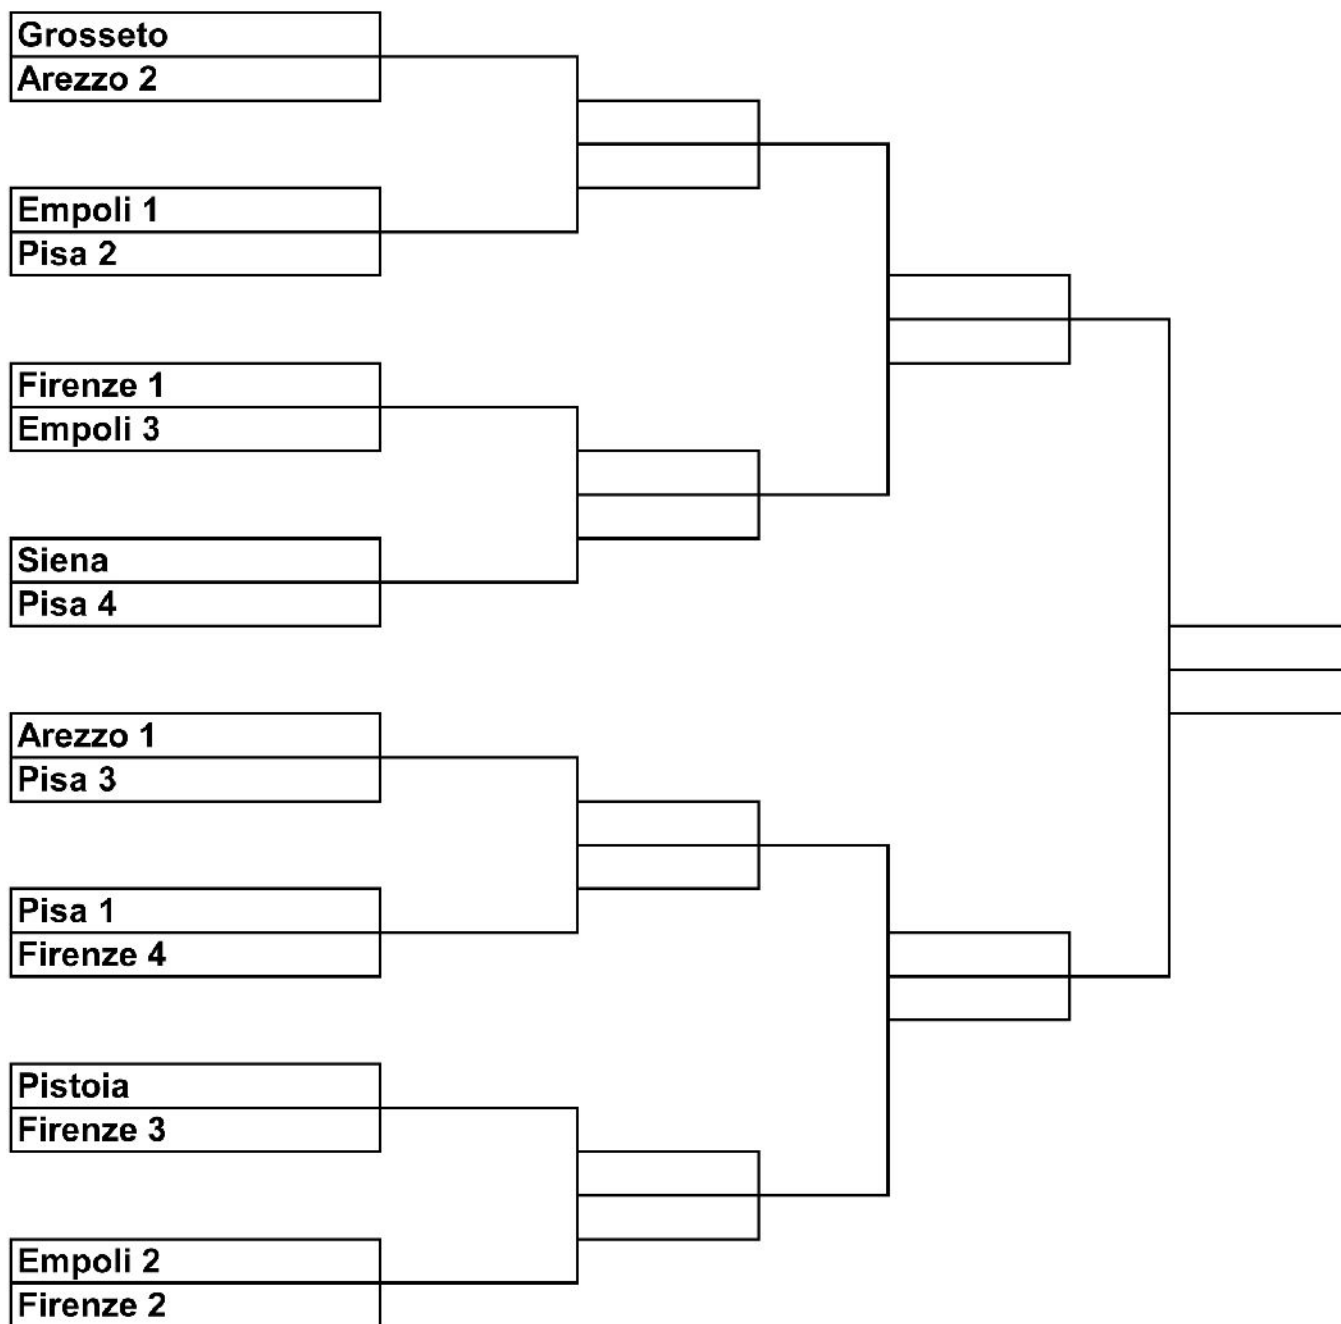 Grosseto
Arezzo 2
Empoli 1
Pisa 2
Firenze 1
Empoli 3
Siena
Pisa 4
Arezzo 1
Pisa 3
Pisa 1
Firenze 4
Pistoia
Firenze 3
Empoli 2
Firenze 2